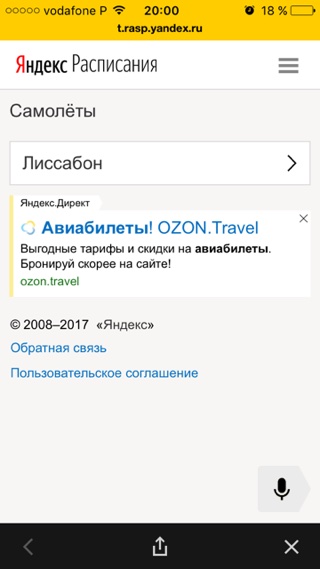 vodafone P 20:00 18 %
t.rasp.yandex.ru
Яндекс Расписания
Самолёты
Лиссабон
Яндекс.Директ
Авиабилеты! OZON.Travel
Выгодные тарифы и скидки на авиабилеты.
Бронируй скорее на сайте!
ozon.travel
© 2008–2017 «Яндекс»
Обратная связь
Пользовательское соглашение